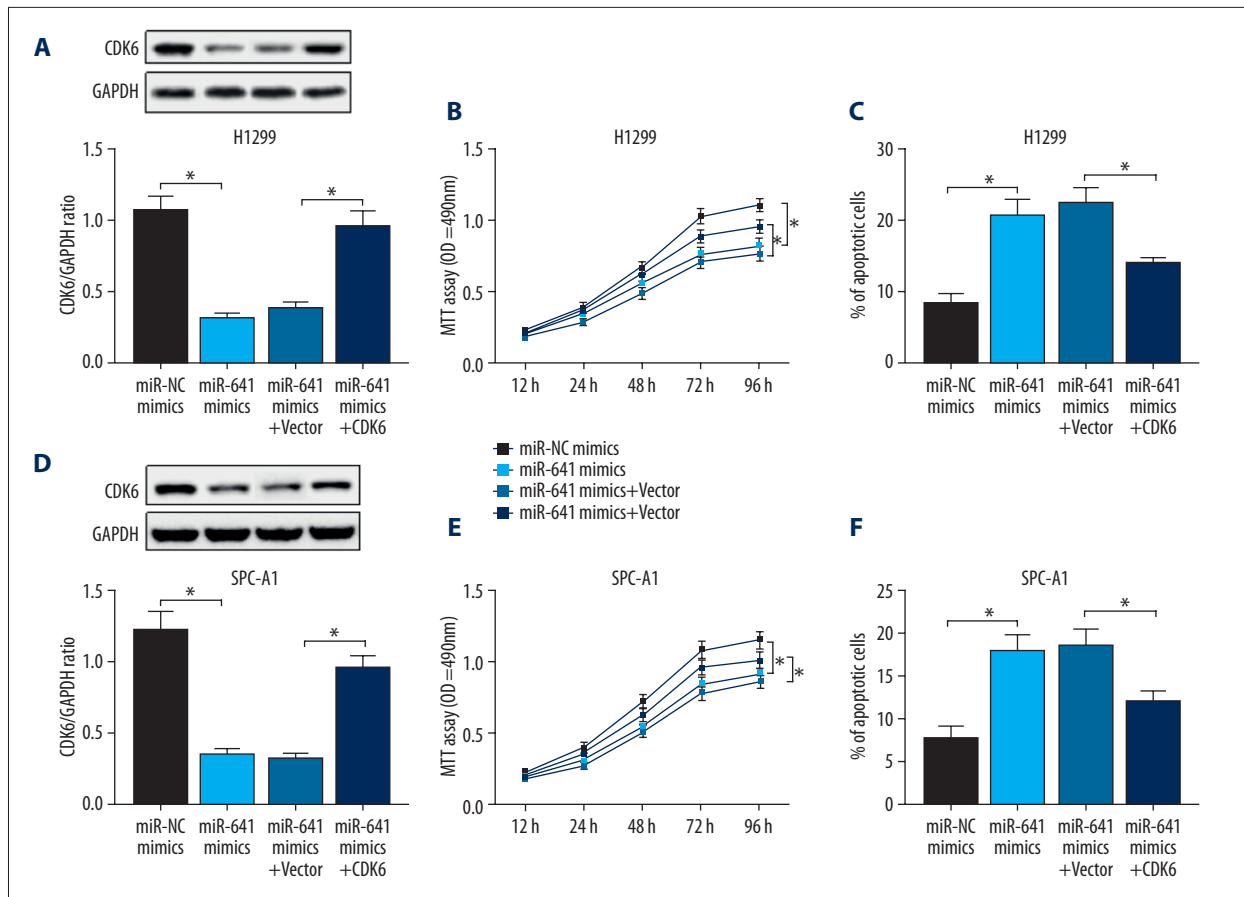 A
CDK6
GAPDH
H1299
CDK6/GAPDH ratio
1.5
1.0
0.5
0.0
*
*
miR-NC
mimics
miR-641
mimics
miR-641
mimics
+Vector
miR-641
mimics
+CDK6
B
H1299
MTT assay (OD =490nm)
1.5
1.0
0.5
0.0
*
*
12 h
24 h
48 h
72 h
96 h
C
H1299
% of apoptotic cells
30
20
10
0
*
*
miR-NC
mimics
miR-641
mimics
miR-641
mimics
+Vector
miR-641
mimics
+CDK6
miR-NC mimics
miR-641 mimics
miR-641 mimics+Vector
miR-641 mimics+Vector
D
CDK6
GAPDH
SPC-A1
CDK6/GAPDH ratio
1.5
1.0
0.5
0.0
*
*
miR-NC
mimics
miR-641
mimics
miR-641
mimics
+Vector
miR-641
mimics
+CDK6
E
SPC-A1
MTT assay (OD =490nm)
1.5
1.0
0.5
0.0
*
*
12 h
24 h
48 h
72 h
96 h
F
SPC-A1
% of apoptotic cells
25
20
15
10
5
0
*
*
miR-NC
mimics
miR-641
mimics
miR-641
mimics
+Vector
miR-641
mimics
+CDK6